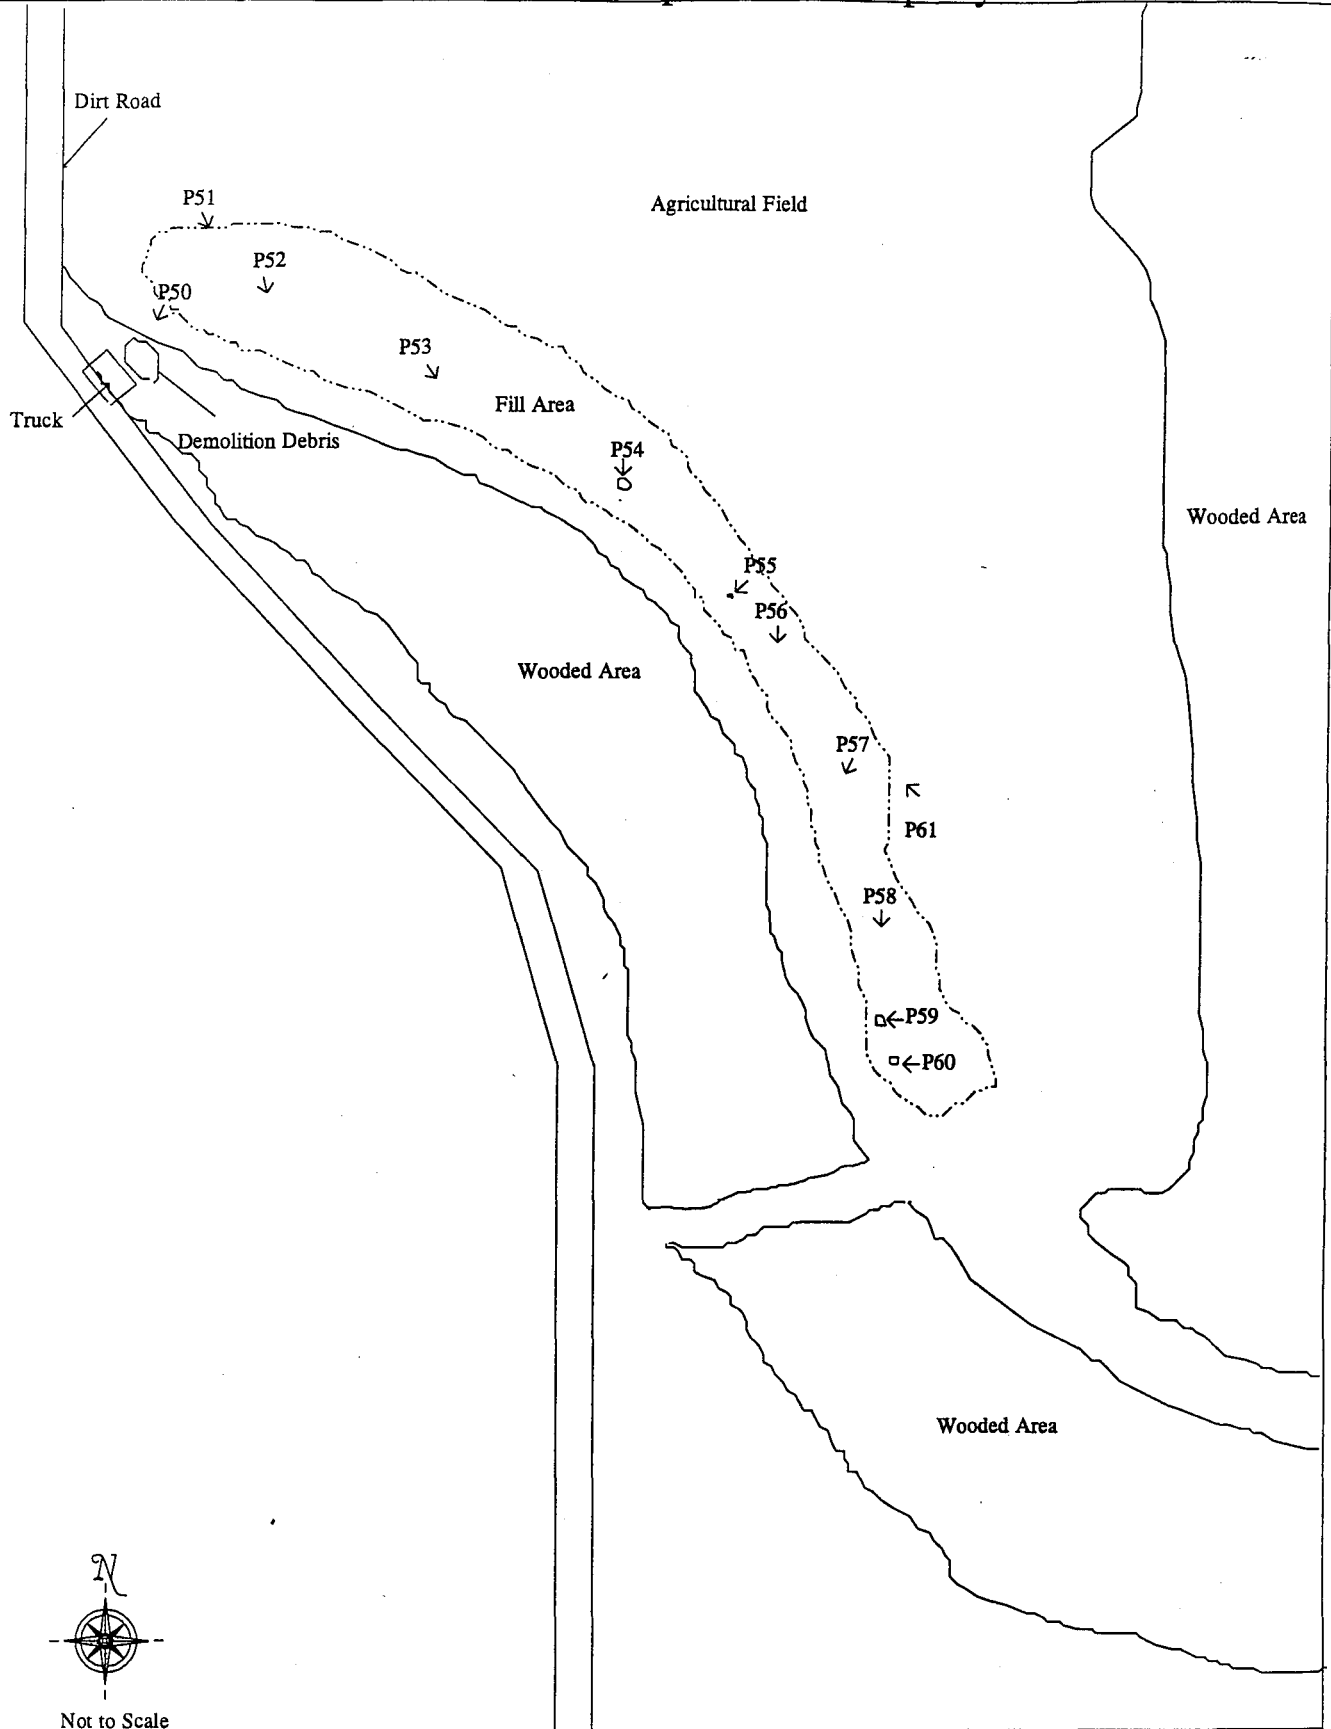 Dirt Road
P51
Agricultural Field
P52
P50
P53
Fill Area
Truck
Demolition Debris
P54
Wooded Area
P55
P56
Wooded Area
P57
P61
P58
P59
P60
Wooded Area
N
Not to Scale